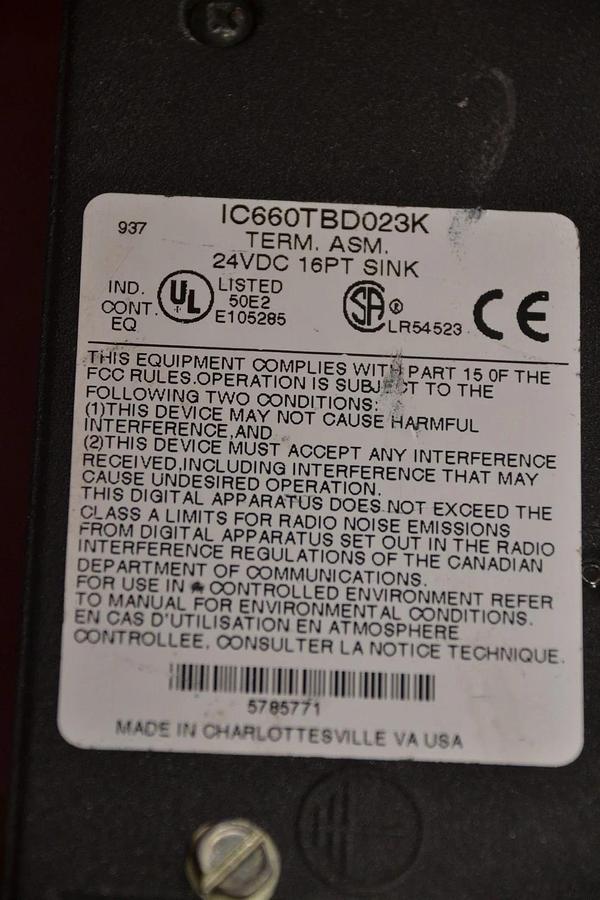 937
IC660TBD023K
TERM. ASM.
24VDC 16PT SINK
IND.
CONT.
EQ
UL
LISTED
50E2
E105285
SA ®
LR54523
CE
THIS EQUIPMENT COMPLIES WITH PART 15 OF THE
FCC RULES.OPERATION IS SUBJECT TO THE
FOLLOWING TWO CONDITIONS:
(1)THIS DEVICE MAY NOT CAUSE HARMFUL
INTERFERENCE,AND
(2)THIS DEVICE MUST ACCEPT ANY INTERFERENCE
RECEIVED,INCLUDING INTERFERENCE THAT MAY
CAUSE UNDESIRED OPERATION.
THIS DIGITAL APPARATUS DOES NOT EXCEED THE
CLASS A LIMITS FOR RADIO NOISE EMISSIONS
FROM DIGITAL APPARATUS SET OUT IN THE RADIO
INTERFERENCE REGULATIONS OF THE CANADIAN
DEPARTMENT OF COMMUNICATIONS.
FOR USE IN A CONTROLLED ENVIRONMENT REFER
TO MANUAL FOR ENVIRONMENTAL CONDITIONS.
EN CAS D'UTILISATION EN ATMOSPHERE
CONTROLLEE, CONSULTER LA NOTICE TECHNIQUE.
5785771
MADE IN CHARLOTTESVILLE VA USA